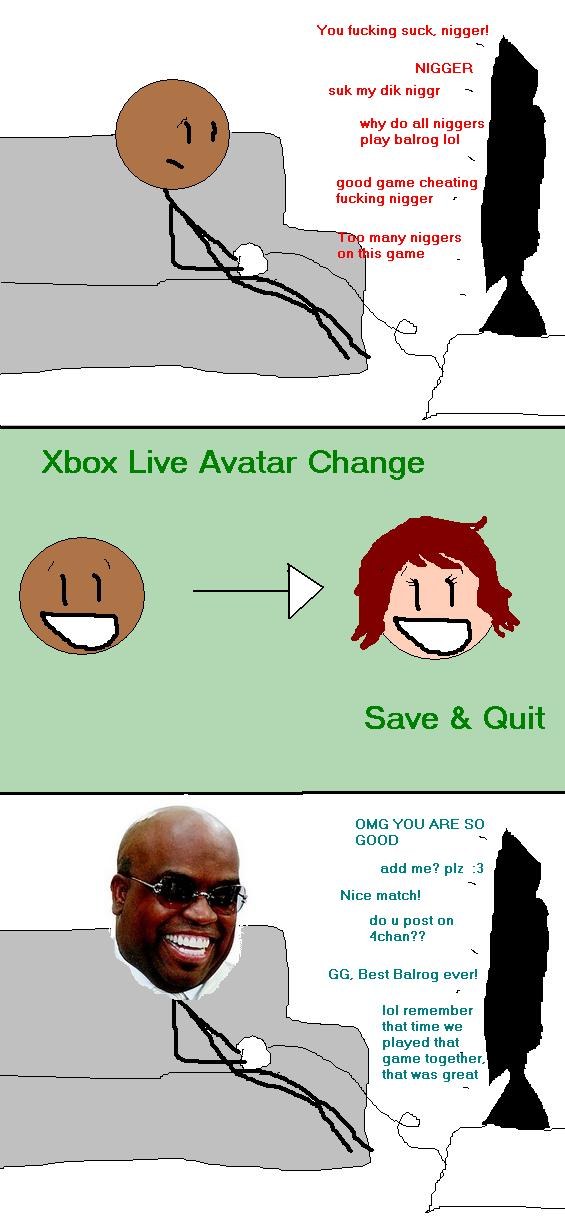 You fucking suck, nigger!
NIGGER
suk my dik niggr
why do all niggers
play balrog lol
good game cheating
fucking nigger
Too many niggers
on this game
Xbox Live Avatar Change
Save & Quit
OMG YOU ARE SO
GOOD
add me? plz :3
Nice match!
do u post on
4chan??
GG, Best Balrog ever!
lol remember
that time we
played that
game together,
that was great